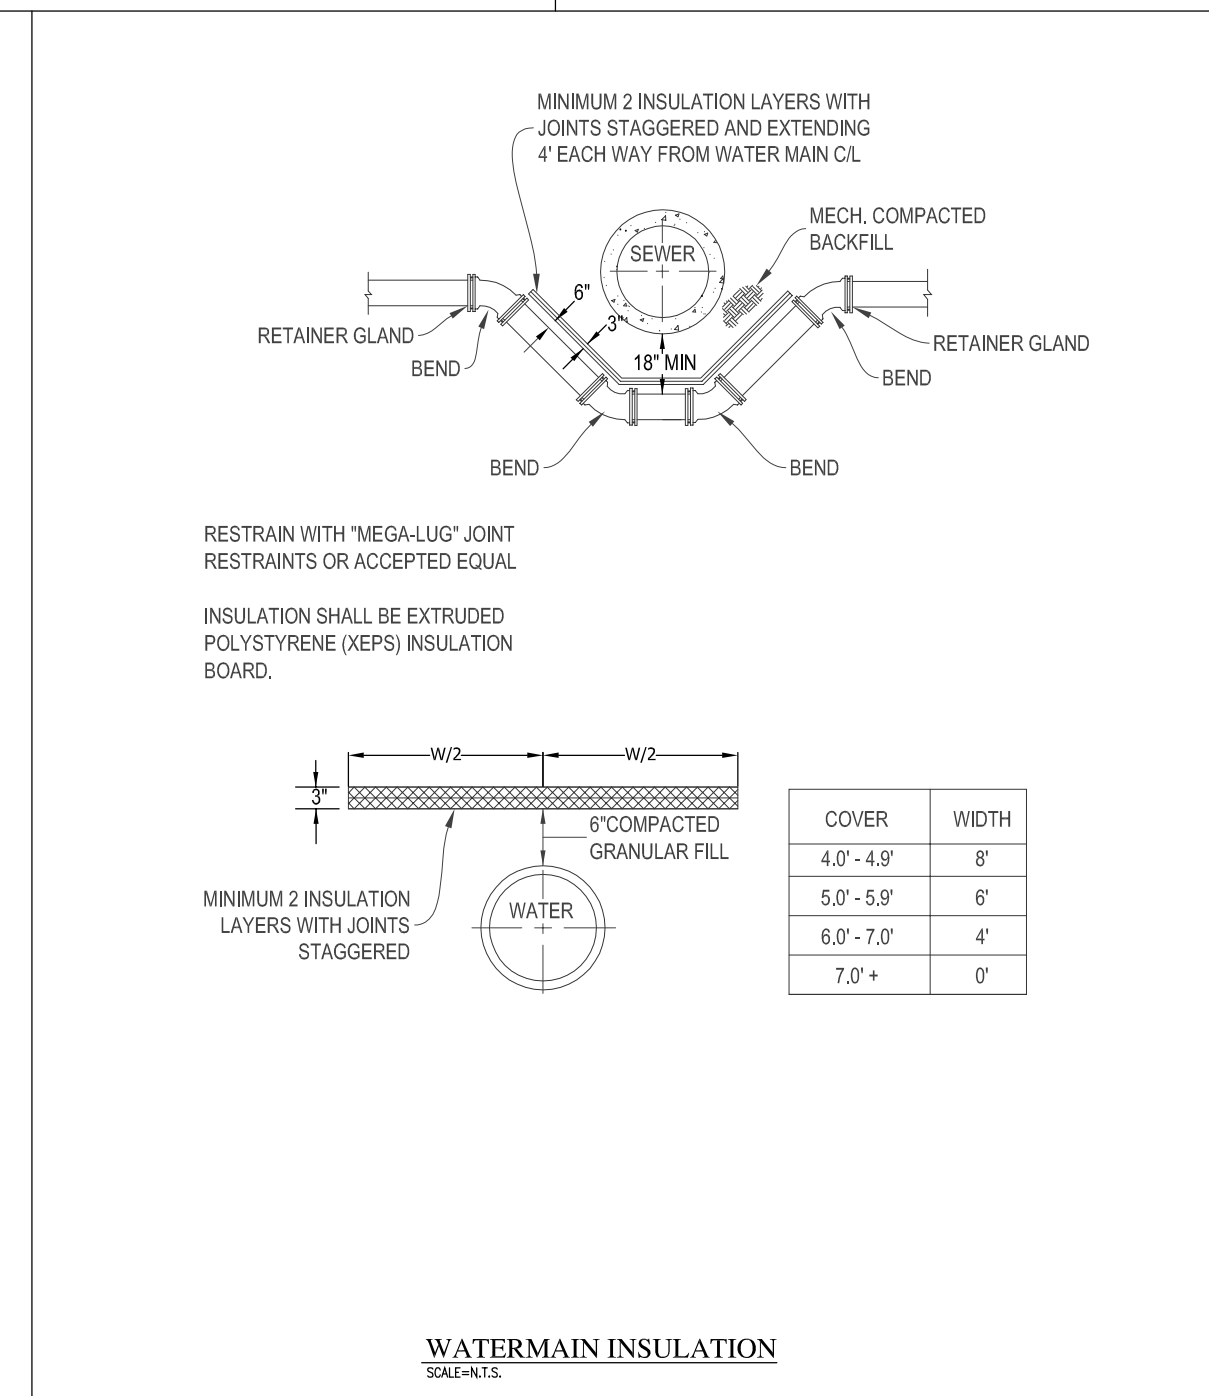 MINIMUM 2 INSULATION LAYERS WITH
JOINTS STAGGERED AND EXTENDING
4' EACH WAY FROM WATER MAIN C/L
MECH. COMPACTED
BACKFILL
SEWER
6"
3"
18" MIN
RETAINER GLAND
BEND
RETAINER GLAND
BEND
BEND
BEND
RESTRAIN WITH "MEGA-LUG" JOINT
RESTRAINTS OR ACCEPTED EQUAL
INSULATION SHALL BE EXTRUDED
POLYSTYRENE (XEPS) INSULATION
BOARD.
W/2
W/2
3"
6"COMPACTED
GRANULAR FILL
MINIMUM 2 INSULATION
LAYERS WITH JOINTS
STAGGERED
WATER
COVER WIDTH
4.0' - 4.9' 8'
5.0' - 5.9' 6'
6.0' - 7.0' 4'
7.0' + 0'
WATERMAIN INSULATION
SCALE=N.T.S.